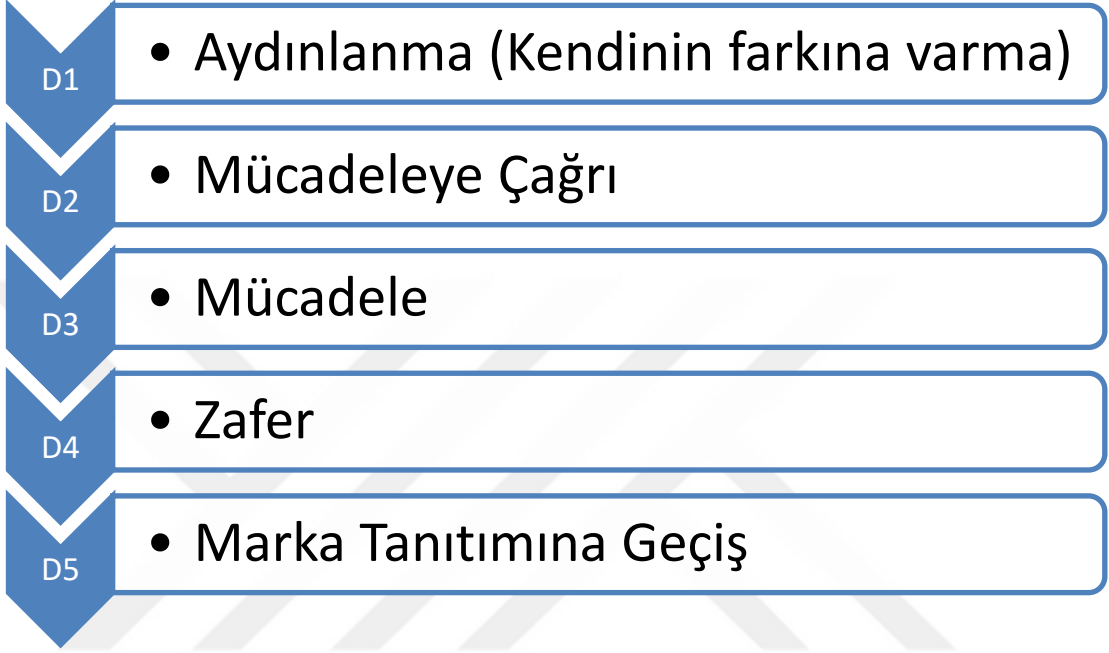 D1
• Aydınlanma (Kendinin farkına varma)
D2
• Mücadeleye Çağrı
D3
• Mücadele
D4
• Zafer
D5
• Marka Tanıtımına Geçiş